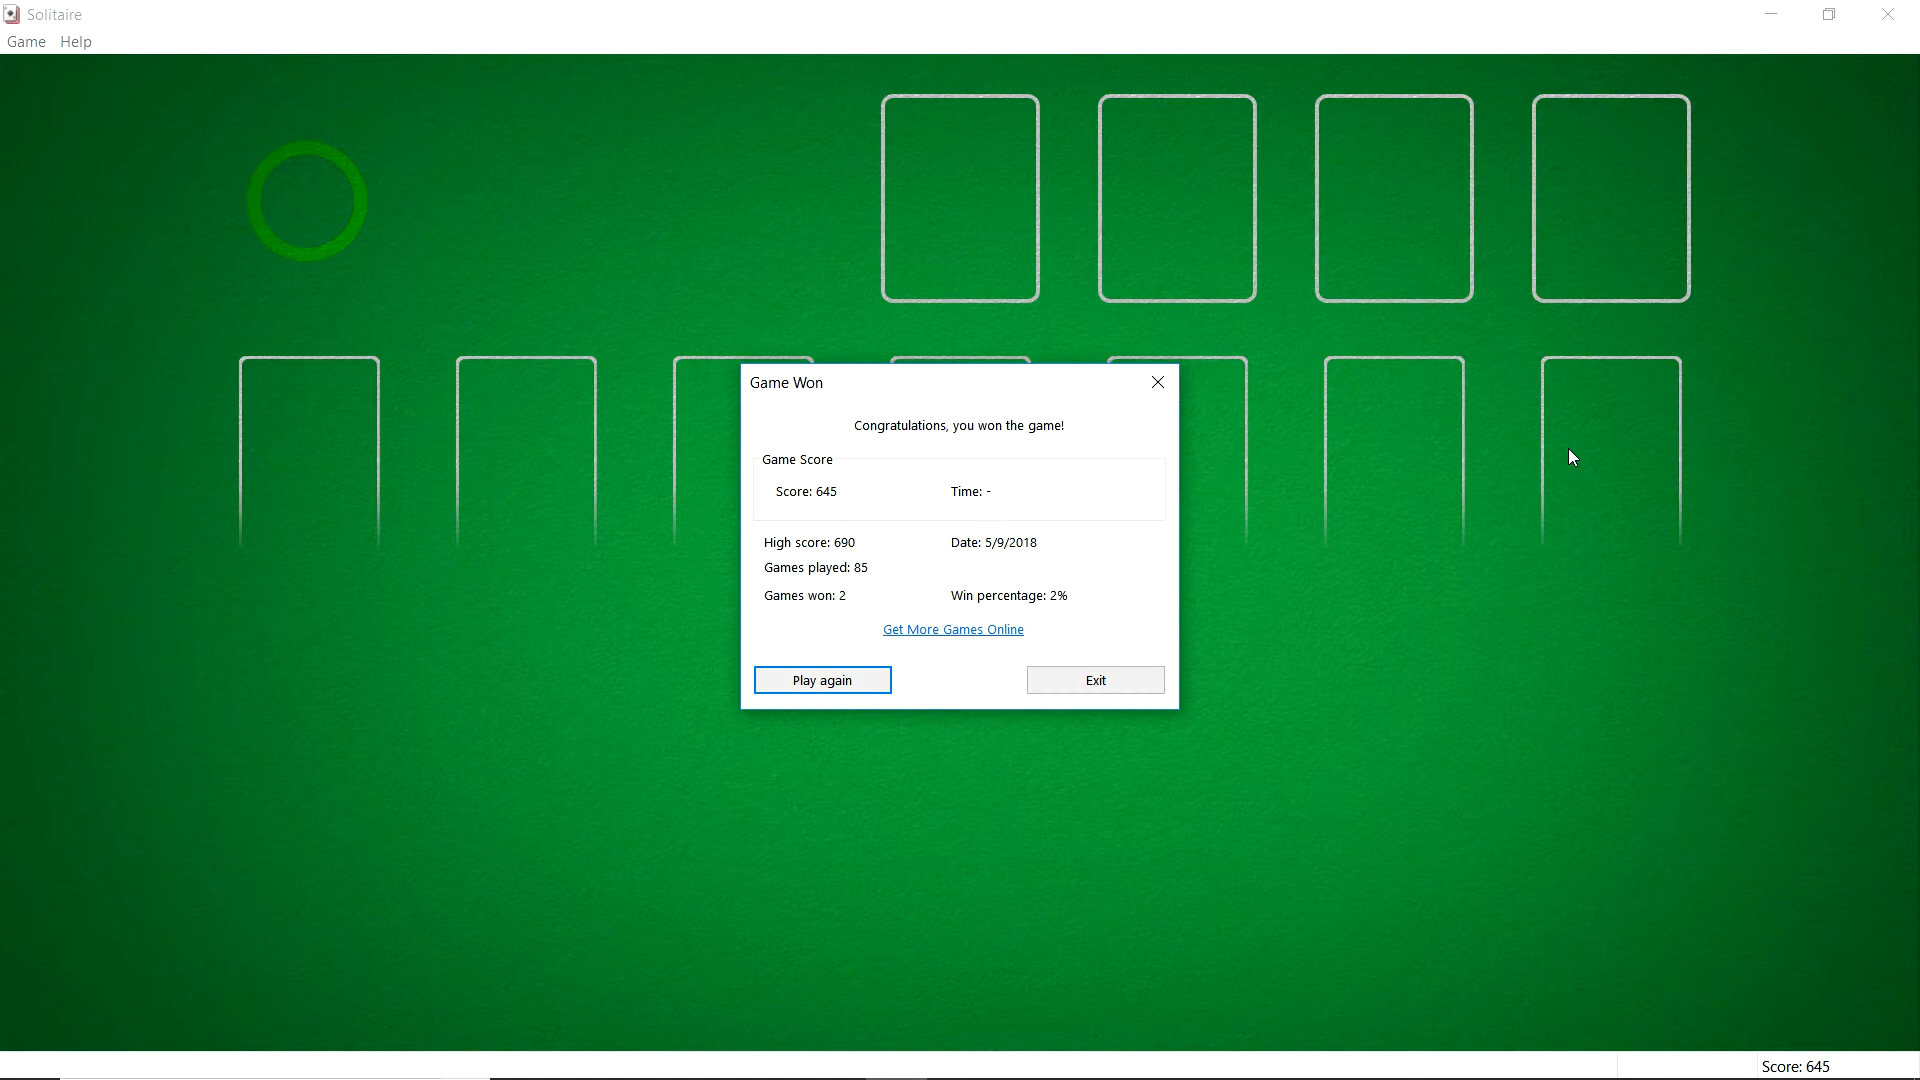 Solitaire
Game Help
Game Won
Congratulations, you won the game!
Game Score
Score: 645 Time: -
High score: 690 Date: 5/9/2018
Games played: 85
Games won: 2 Win percentage: 2%
Get More Games Online
Play again Exit
Score: 645